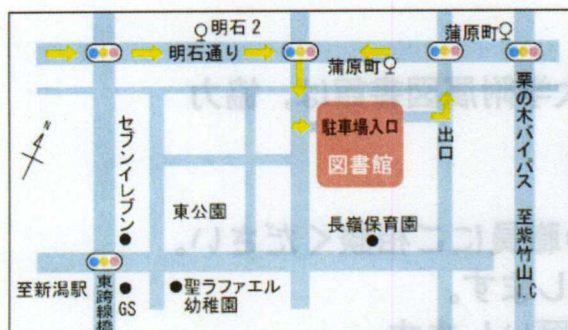 明石2
蒲原町
明石通り
蒲原町
N
駐車場入口
図書館
出口
栗の木バイパス 至紫竹山I.C
セブンイレブン
東公園
長嶺保育園
至新潟駅
東跨線橋
GS
聖ラファエル
幼稚園